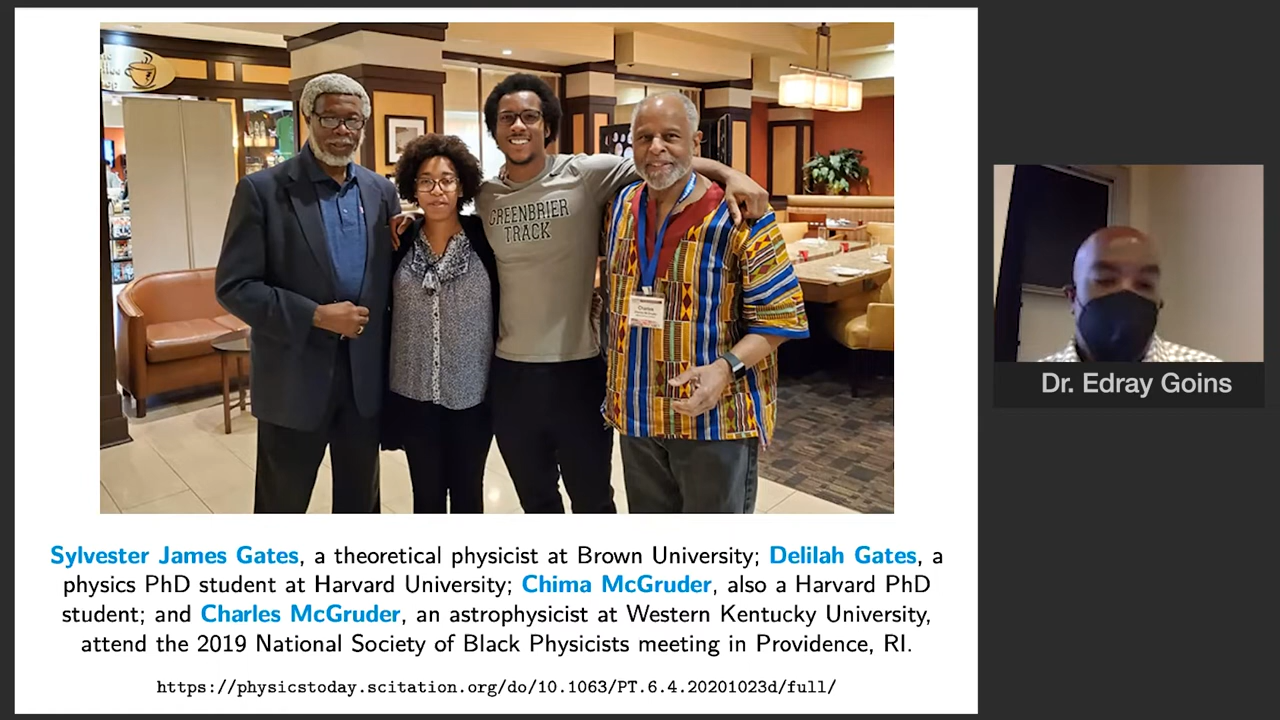 GREENBRIER
TRACK
Sylvester James Gates, a theoretical physicist at Brown University; Delilah Gates, a
physics PhD student at Harvard University; Chima McGruder, also a Harvard PhD
student; and Charles McGruder, an astrophysicist at Western Kentucky University,
attend the 2019 National Society of Black Physicists meeting in Providence, RI.
https://physicstoday.scitation.org/do/10.1063/PT.6.4.20201023d/full/
Dr. Edray Goins